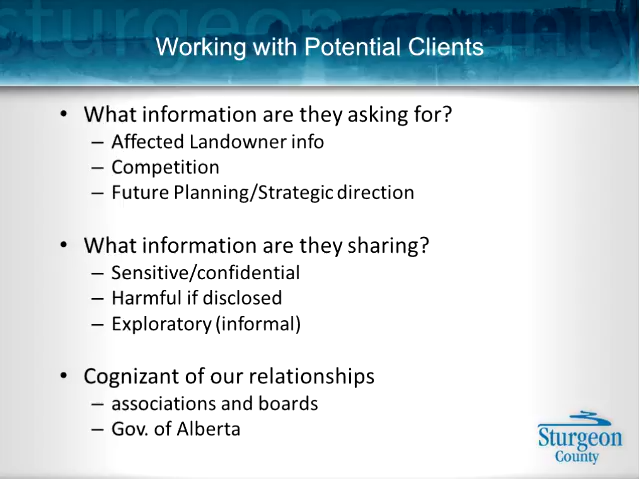 sturgeon county
Working with Potential Clients
• What information are they asking for?
– Affected Landowner info
– Competition
– Future Planning/Strategic direction
• What information are they sharing?
– Sensitive/confidential
– Harmful if disclosed
– Exploratory (informal)
• Cognizant of our relationships
– associations and boards
– Gov. of Alberta
Sturgeon
County